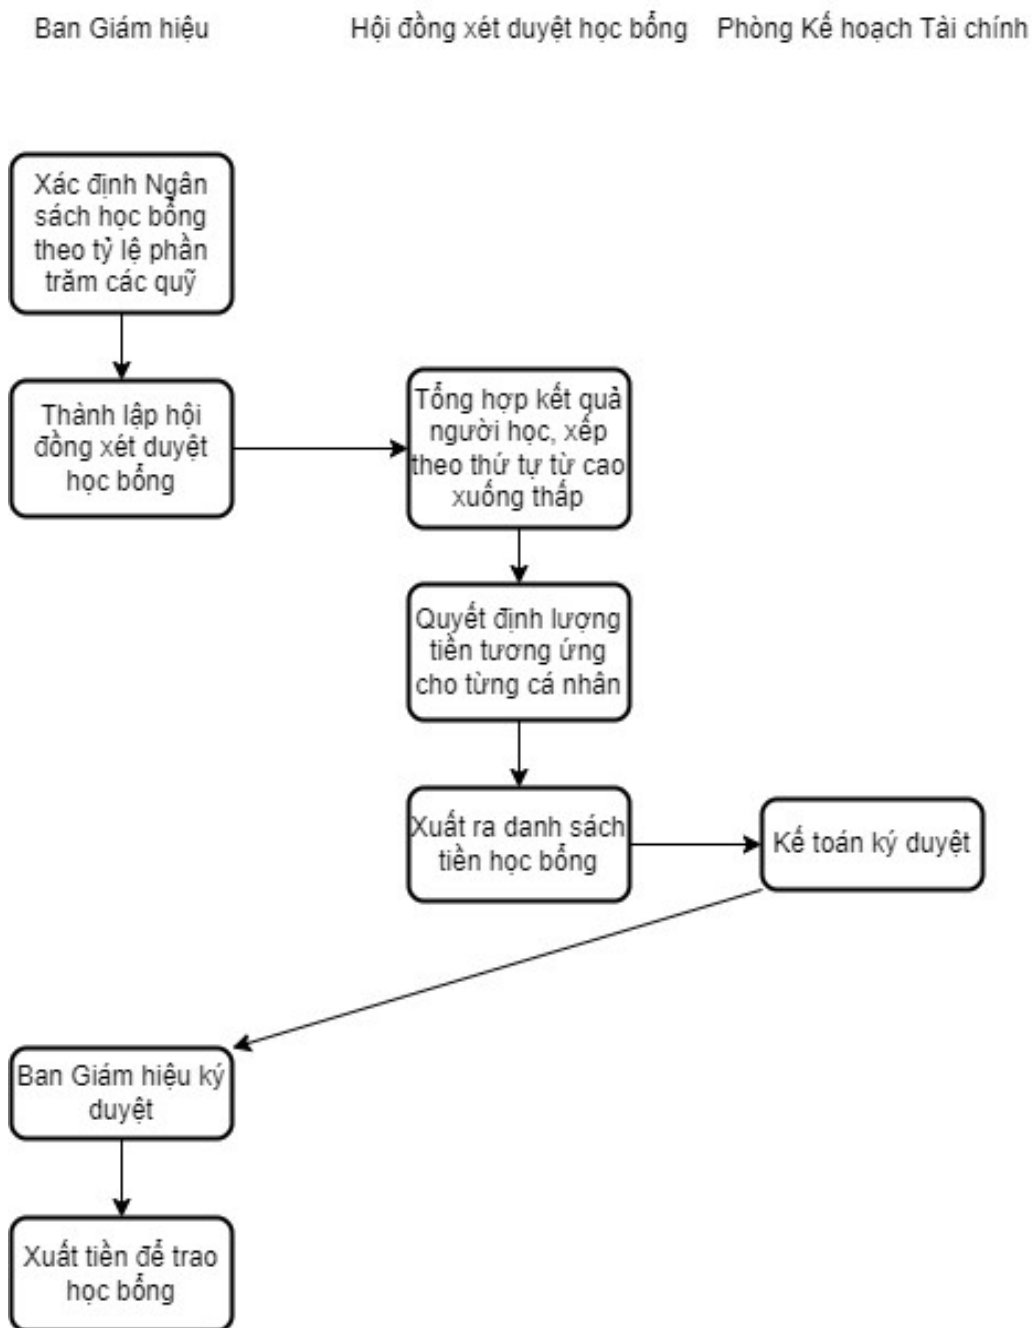 Ban Giám hiệu
Hội đồng xét duyệt học bổng
Phòng Kế hoạch Tài chính
Xác định Ngân
sách học bổng
theo tỷ lệ phần
trăm các quỹ
Thành lập hội
đồng xét duyệt
học bổng
Tổng hợp kết quả
người học, xếp
theo thứ tự từ cao
xuống thấp
Quyết định lượng
tiền tương ứng
cho từng cá nhân
Xuất ra danh sách
tiền học bổng
Kế toán ký duyệt
Ban Giám hiệu ký
duyệt
Xuất tiền để trao
học bổng